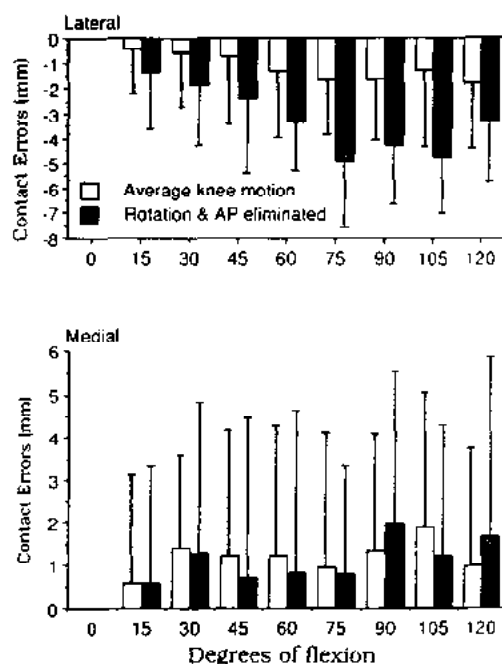 Lateral
Contact Errors (mm)
0
-1
-2
-3
-4
-5
-6
-7
-8
Average knee motion
Rotation & AP eliminated
0 15 30 45 60 75 90 105 120
Medial
Contact Errors (mm)
6
5
4
3
2
1
0
0 15 30 45 60 75 90 105 120
Degrees of flexion